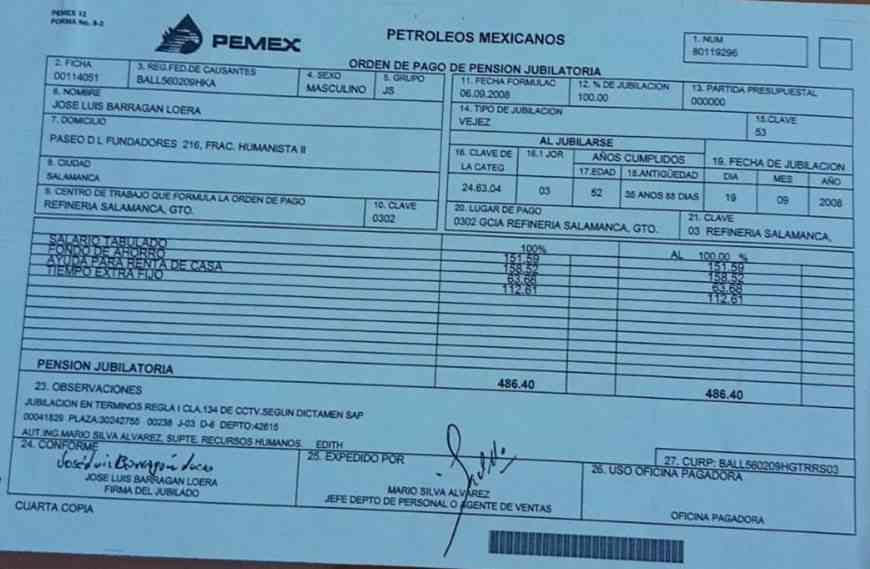 PEMEX 12
FORMA No. 8-2
PEMEX
PETROLEOS MEXICANOS
1. NUM
80119296
ORDEN DE PAGO DE PENSION JUBILATORIA
2. FICHA
00114051
3. REG.FED.DE CAUSANTES
BALL560209HKA
4. SEXO
MASCULINO
5. GRUPO
JS
11. FECHA FORMULAC
06.09.2008
12. % DE JUBILACION
100.00
13. PARTIDA PRESUPUESTAL
000000
6. NOMBRE
JOSE LUIS BARRAGAN LOERA
14. TIPO DE JUBILACION
VEJEZ
15.CLAVE
53
7. DOMICILIO
PASEO D L FUNDADORES 216, FRAC. HUMANISTA II
AL JUBILARSE
16. CLAVE DE
LA CATEG
24.63.04
16.1 JOR
03
AÑOS CUMPLIDOS
17.EDAD
52
18.ANTIGÜEDAD
35 ANOS 88 DIAS
19. FECHA DE JUBILACION
DIA
MES
AÑO
19
09
2008
8. CIUDAD
SALAMANCA
9. CENTRO DE TRABAJO QUE FORMULA LA ORDEN DE PAGO
REFINERIA SALAMANCA, GTO.
10. CLAVE
0302
20. LUGAR DE PAGO
0302 GCIA REFINERIA SALAMANCA, GTO.
21. CLAVE
03 REFINERIA SALAMANCA,
100%
AL 100.00 %
SALARIO TABULADO 151.59 151.59
FONDO DE AHORRO 158.52 158.52
AYUDA PARA RENTA DE CASA 63.68 63.68
TIEMPO EXTRA FIJO 112.61 112.61
PENSION JUBILATORIA 486.40 486.40
23. OBSERVACIONES
JUBILACION EN TERMINOS REGLA I CLA.134 DE CCTV.SEGUN DICTAMEN SAP
00041829 PLAZA:30242755 00238 J-03 D-6 DEPTO:42615
AUT.ING.MARIO SILVA ALVAREZ, SUPTE. RECURSOS HUMANOS. EDITH
27. CURP: BALL560209HGTRRS03
24. CONFORME
José Luis Barragán
JOSE LUIS BARRAGAN LOERA
FIRMA DEL JUBILADO
25. EXPEDIDO POR
MARIO SILVA ALVAREZ
JEFE DEPTO DE PERSONAL O AGENTE DE VENTAS
26. USO OFICINA PAGADORA
OFICINA PAGADORA
CUARTA COPIA